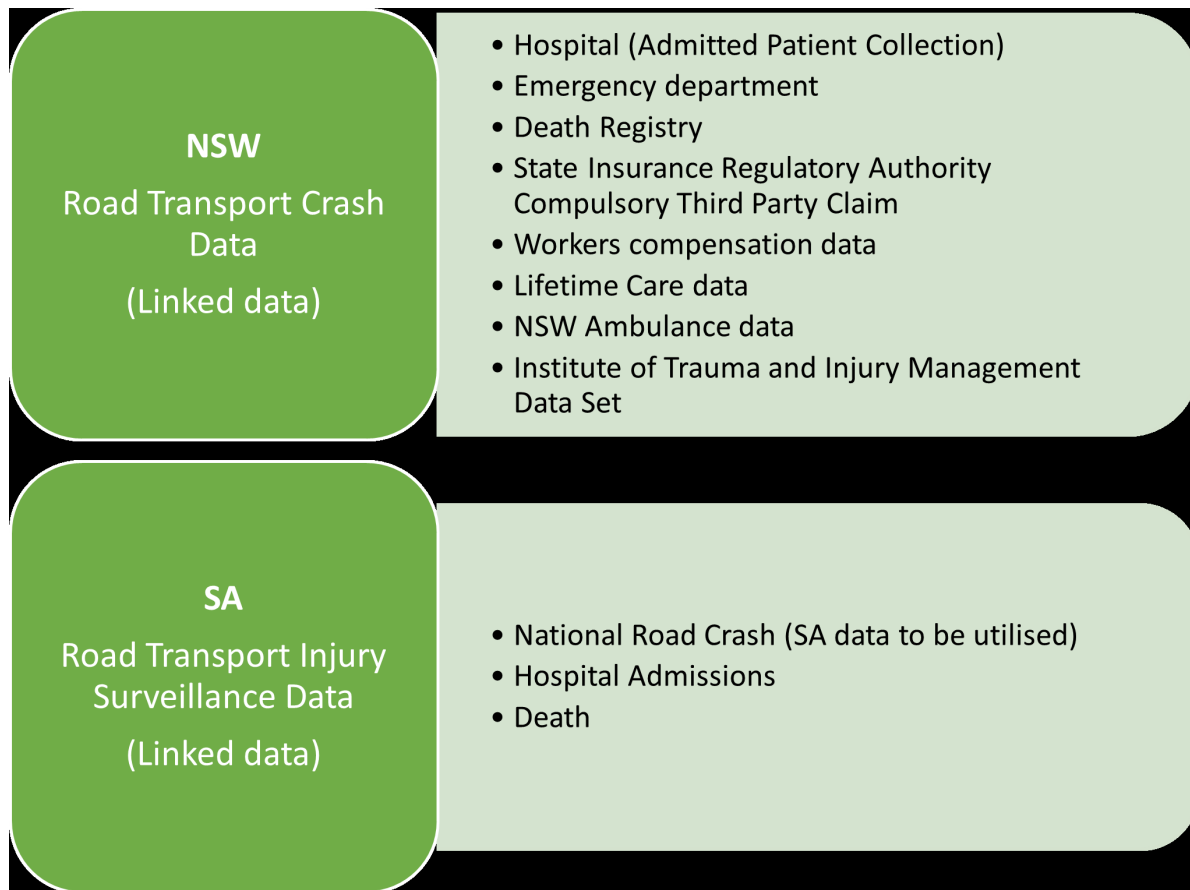 NSW
Road Transport Crash
Data
(Linked data)
• Hospital (Admitted Patient Collection)
• Emergency department
• Death Registry
• State Insurance Regulatory Authority
Compulsory Third Party Claim
• Workers compensation data
• Lifetime Care data
• NSW Ambulance data
• Institute of Trauma and Injury Management
Data Set
SA
Road Transport Injury
Surveillance Data
(Linked data)
• National Road Crash (SA data to be utilised)
• Hospital Admissions
• Death